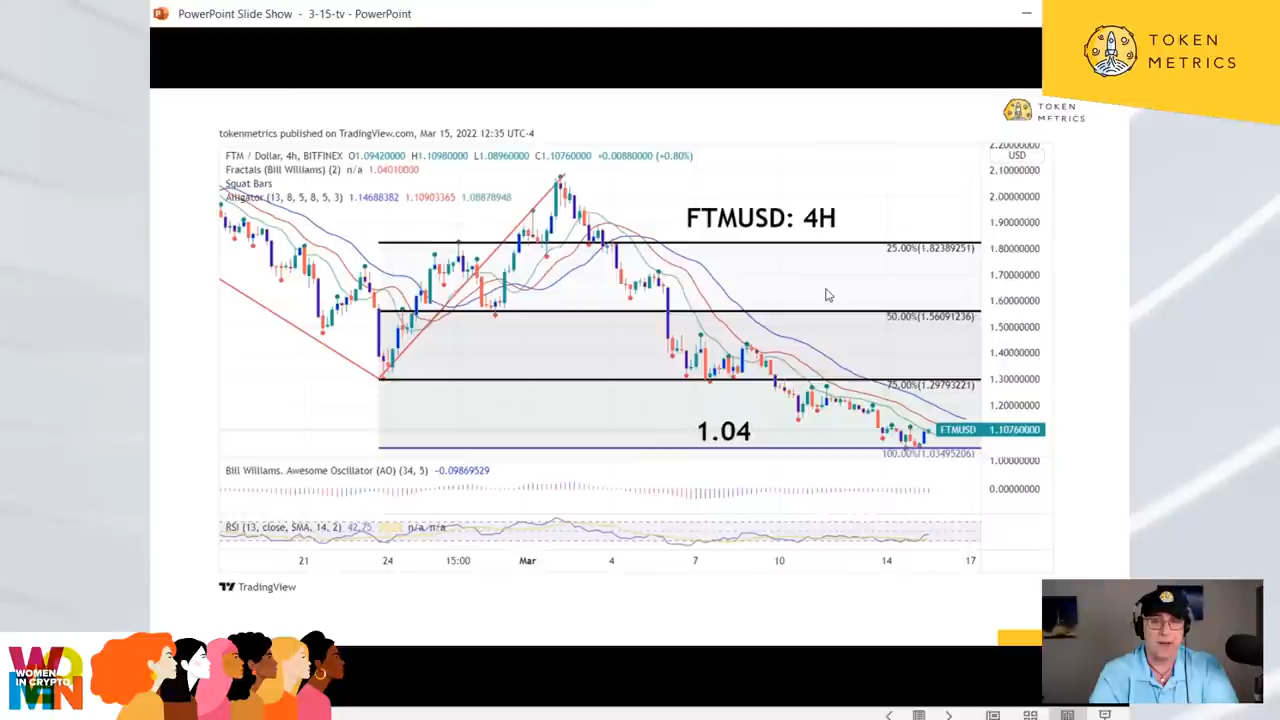 PowerPoint Slide Show - 3-15-tv - PowerPoint
TOKEN
METRICS
TOKEN
METRICS
tokenmetrics published on TradingView.com, Mar 15, 2022 12:35 UTC-4
FTM / Dollar, 4h, BITFINEX O1.09420000 H1.10980000 L1.08960000 C1.10760000 +0.00880000 (+0.80%)
Fractals (Bill Williams) (2) n/a 1.04010000
Squat Bars
Alligator (13, 8, 5, 8, 5, 3) 1.14688382 1.10903365 1.08878948
FTMUSD: 4H
2.20000000
USD
2.10000000
2.00000000
1.90000000
1.80000000
1.70000000
1.60000000
1.50000000
1.40000000
1.30000000
1.20000000
FTMUSD 1.10760000
1.00000000
25.00%(1.82389251)
50.00%(1.56091236)
75.00%(1.29793221)
1.04
100.00%(1.03495206)
Bill Williams. Awesome Oscillator (AO) (34, 5) −0.09869529
0.00000000
RSI (13, close, SMA, 14, 2) 42.75 n/a n/a
21 24 15:00 Mar 4 7 10 14 17
TradingView
WOMN
WOMEN
IN CRYPTO